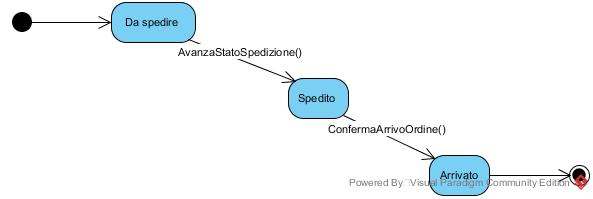 Da spedire
AvanzaStatoSpedizione()
Spedito
ConfermaArrivoOrdine()
Arrivato
Powered By Visual Paradigm Community Edition